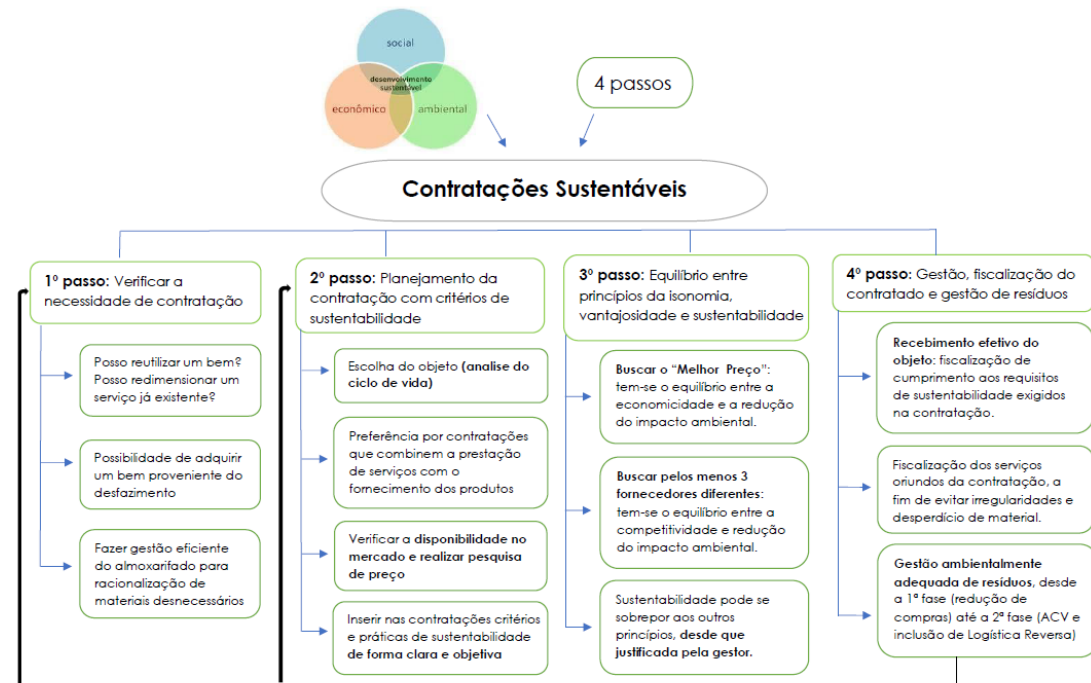 social
desenvolvimento
sustentável
econômico
ambiental
4 passos
Contratações Sustentáveis
1º passo: Verificar a
necessidade de contratação
Posso reutilizar um bem?
Posso redimensionar um
serviço já existente?
Possibilidade de adquirir
um bem proveniente do
desfazimento
Fazer gestão eficiente
do almoxarifado para
racionalização de
materiais desnecessários
2º passo: Planejamento da
contratação com critérios de
sustentabilidade
Escolha do objeto (analise do
ciclo de vida)
Preferência por contratações
que combinem a prestação
de serviços com o
fornecimento dos produtos
Verificar a disponibilidade no
mercado e realizar pesquisa
de preço
Inserir nas contratações critérios
e práticas de sustentabilidade
de forma clara e objetiva
3º passo: Equilíbrio entre
princípios da isonomia,
vantajosidade e sustentabilidade
Buscar o “Melhor Preço”:
tem-se o equilíbrio entre a
economicidade e a redução
do impacto ambiental.
Buscar pelos menos 3
fornecedores diferentes:
tem-se o equilíbrio entre a
competitividade e redução
do impacto ambiental.
Sustentabilidade pode se
sobrepor aos outros
princípios, desde que
justificada pela gestor.
4º passo: Gestão, fiscalização do
contratado e gestão de resíduos
Recebimento efetivo do
objeto: fiscalização de
cumprimento aos requisitos
de sustentabilidade exigidos
na contratação.
Fiscalização dos serviços
oriundos da contratação, a
fim de evitar irregularidades e
desperdício de material.
Gestão ambientalmente
adequada de resíduos, desde
a 1ª fase (redução de
compras) até a 2ª fase (ACV e
inclusão de Logística Reversa)